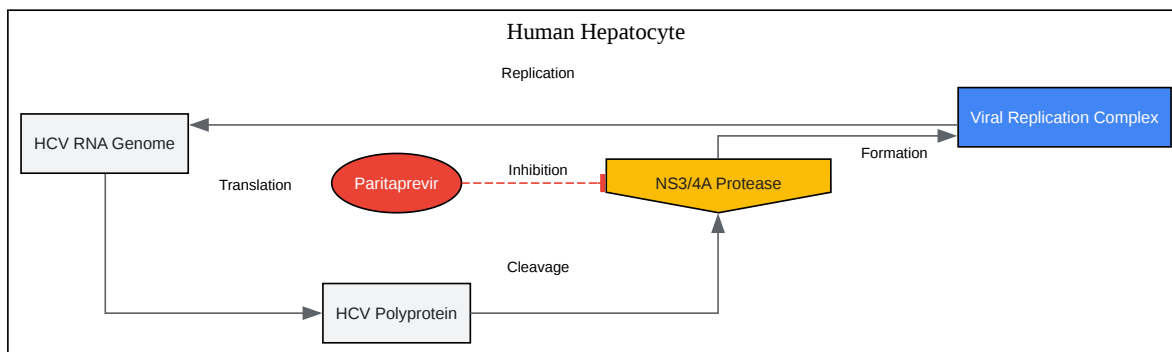 Human Hepatocyte
Replication
Viral Replication Complex
HCV RNA Genome
Formation
Inhibition
Translation
Paritaprevir
NS3/4A Protease
Cleavage
HCV Polyprotein